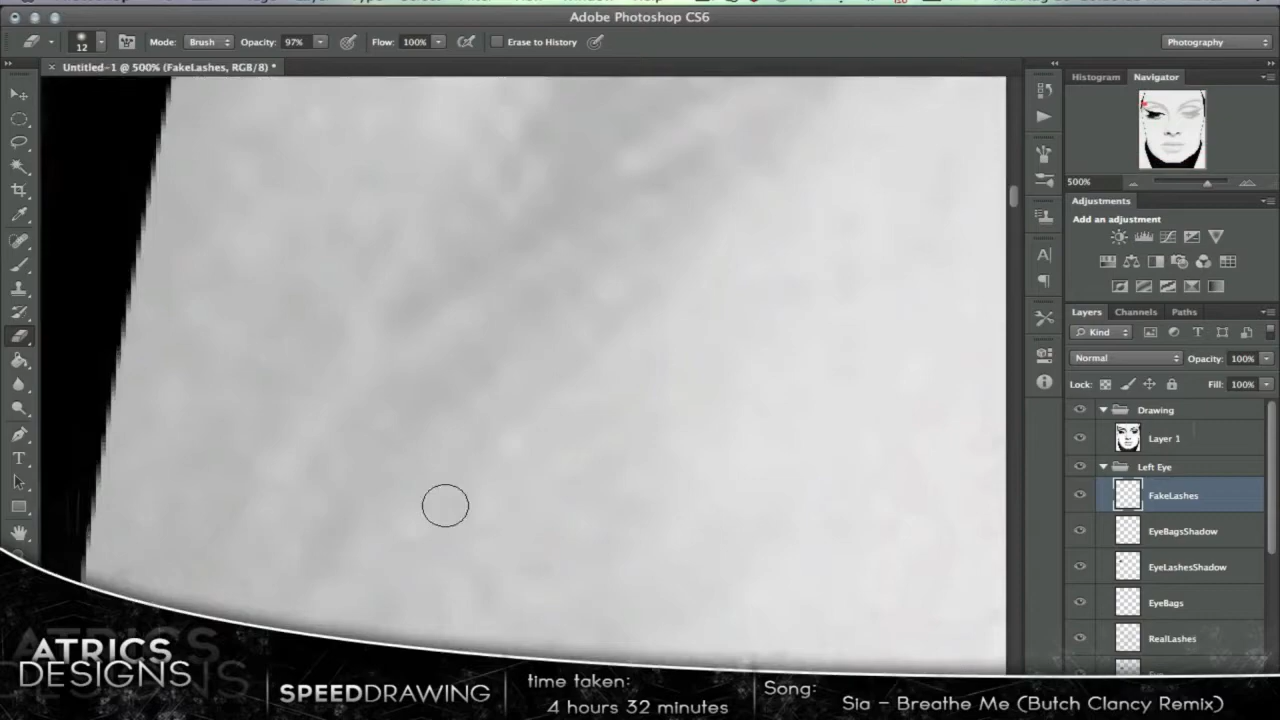 Adobe Photoshop CS6
12
Mode: Brush Opacity: 97% Flow: 100% Erase to History Photography
Untitled-1 @ 500% (FakeLashes, RGB/8) *
Histogram Navigator
500%
Adjustments
Add an adjustment
Layers Channels Paths
Kind
Normal Opacity: 100%
Lock: Fill: 100%
Drawing
Layer 1
Left Eye
FakeLashes
EyeBagsShadow
EyeLashesShadow
EyeBags
RealLashes
ATRICS
DESIGNS
SPEEDDRAWING
time taken:
4 hours 32 minutes
Song:
Sia - Breathe Me (Butch Clancy Remix)